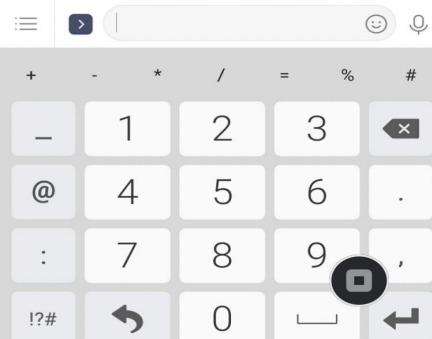 + - * / = % #
_ 1 2 3
@ 4 5 6 .
: 7 8 9 ,
!?# 0